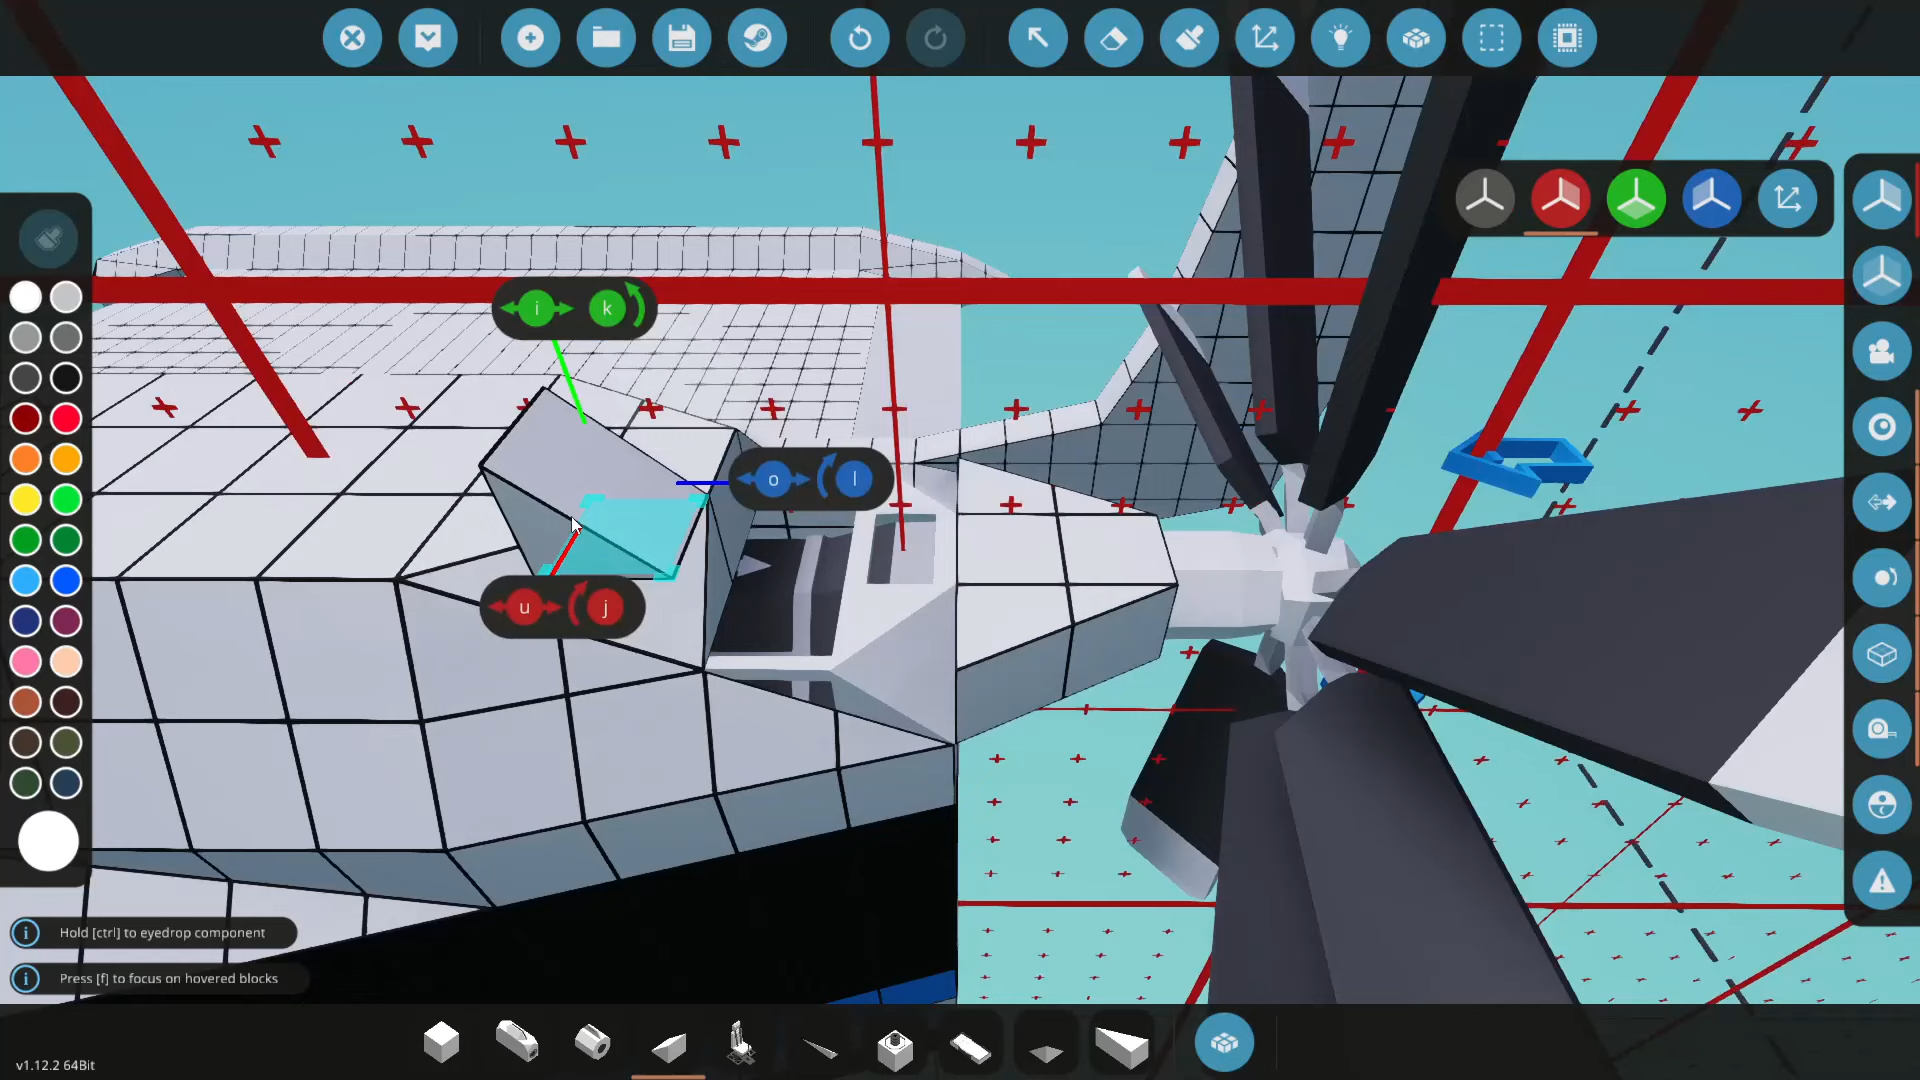 i k
o l
u j
Hold [ctrl] to eyedrop component
Press [f] to focus on hovered blocks
v1.12.2 64Bit